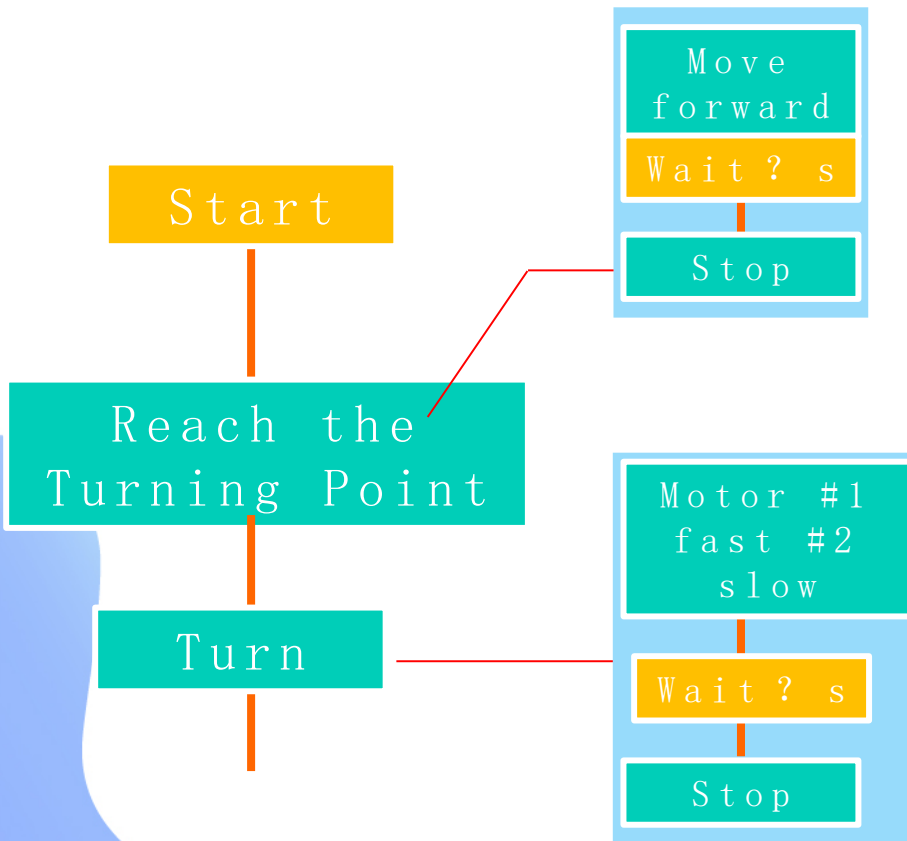 Start
Reach the
Turning Point
Turn
Move
forward
Wait？ s
Stop
Motor #1
fast #2
slow
Wait？ s
Stop